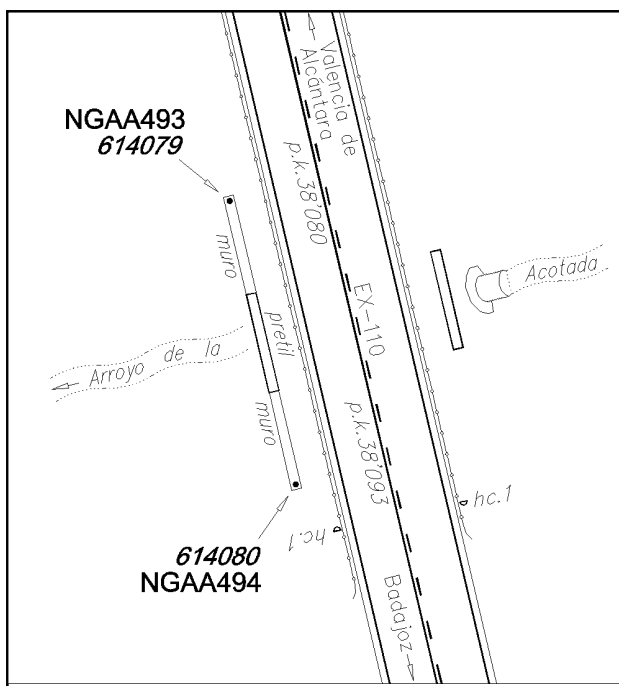 Valencia de
Alcántara
NGAA493
614079
p.k.38'080
muro
Acotada
EX-110
pretil
Arroyo de la
muro
p.k.38'093
hc.1
hc.1
614080
NGAA494
Badajoz